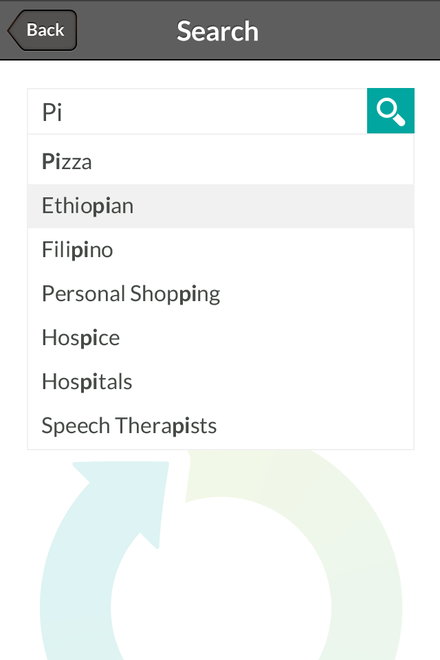 Back
Search
Pi
Pizza
Ethiopian
Filipino
Personal Shopping
Hospice
Hospitals
Speech Therapists